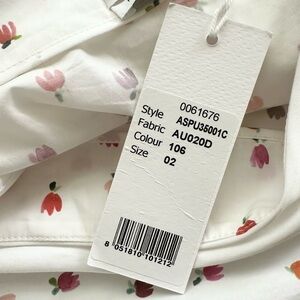 0061676
Style ASPU35001C
Fabric AU020D
Colour 106
Size 02
8 051810 101212